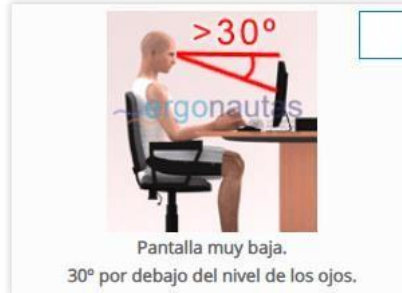 >30º
ergonautas
Pantalla muy baja.
30º por debajo del nivel de los ojos.